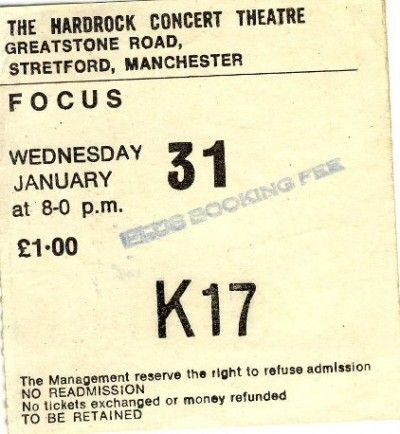 THE HARDROCK CONCERT THEATRE
GREATSTONE ROAD,
STRETFORD, MANCHESTER
FOCUS
WEDNESDAY 31
JANUARY
at 8-0 p.m.
£1·00
BOOKING FEE
K17
The Management reserve the right to refuse admission
NO READMISSION
No tickets exchanged or money refunded
TO BE RETAINED